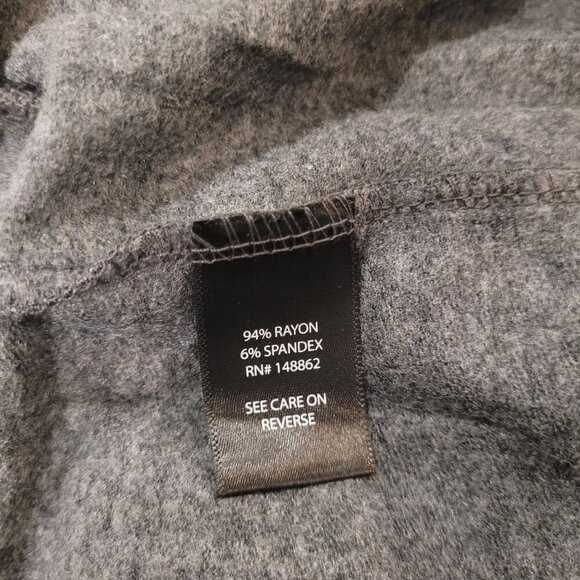 94% RAYON
6% SPANDEX
RN# 148862
SEE CARE ON
REVERSE